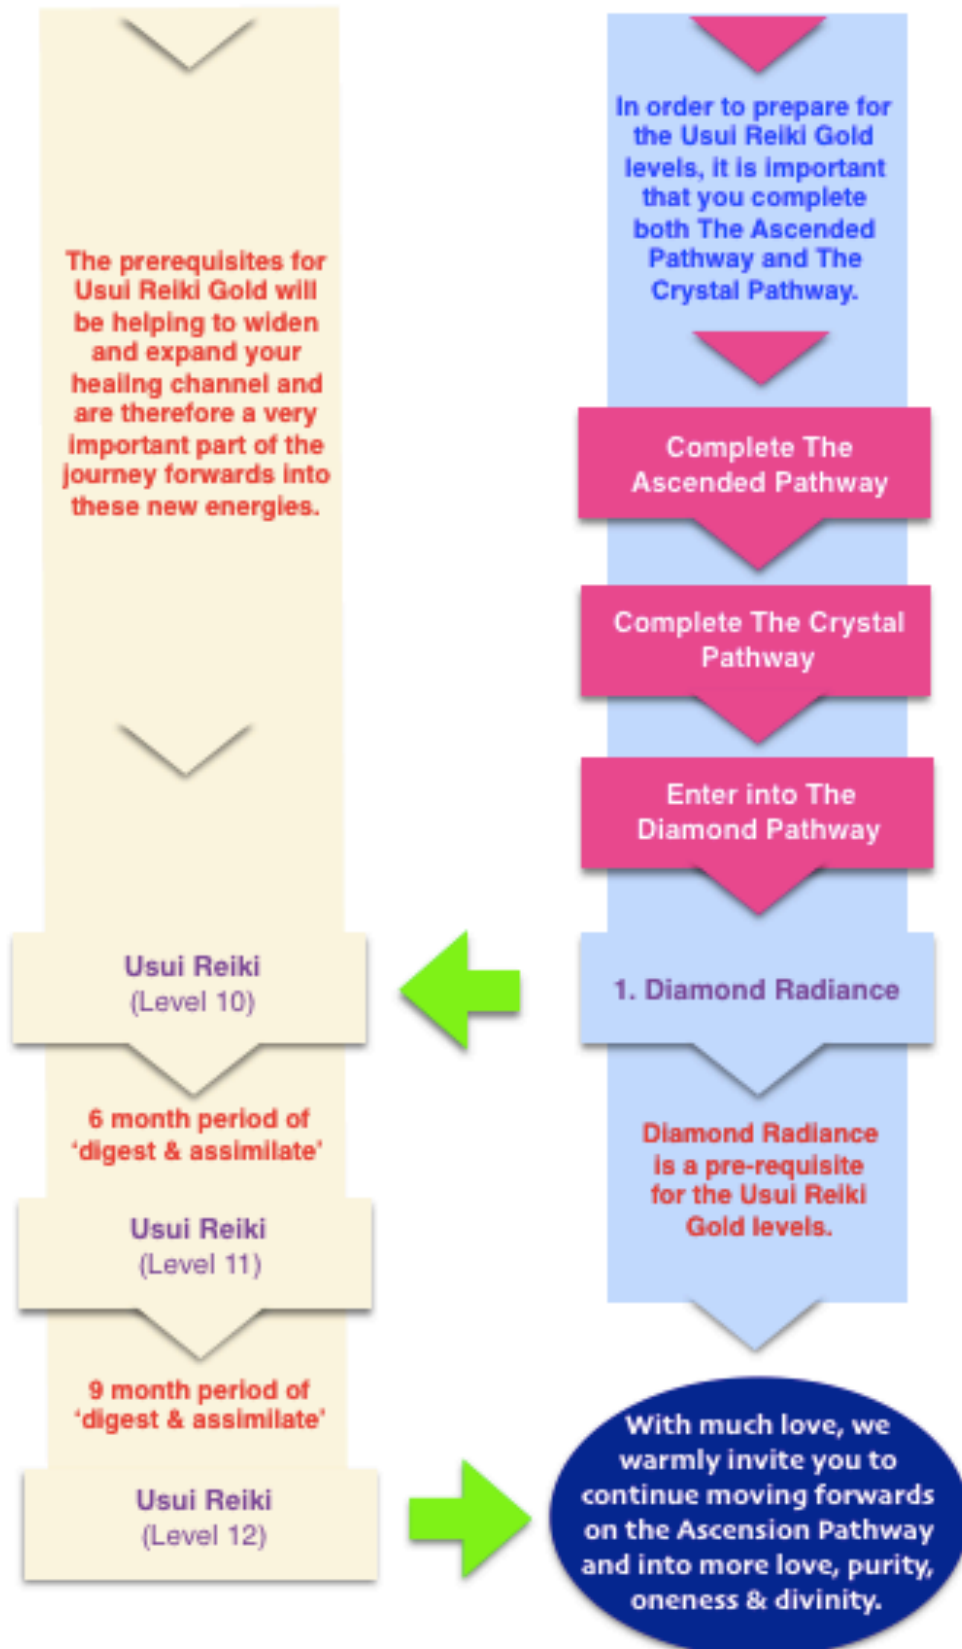 The prerequisites for
Usui Reiki Gold will
be helping to widen
and expand your
healing channel and
are therefore a very
important part of the
journey forwards into
these new energies.
Usui Reiki
(Level 10)
6 month period of
‘digest & assimilate’
Usui Reiki
(Level 11)
9 month period of
‘digest & assimilate’
Usui Reiki
(Level 12)
In order to prepare for
the Usui Reiki Gold
levels, it is important
that you complete
both The Ascended
Pathway and The
Crystal Pathway.
Complete The
Ascended Pathway
Complete The Crystal
Pathway
Enter into The
Diamond Pathway
1. Diamond Radiance
Diamond Radiance
is a pre-requisite
for the Usui Reiki
Gold levels.
With much love, we
warmly invite you to
continue moving forwards
on the Ascension Pathway
and into more love, purity,
oneness & divinity.